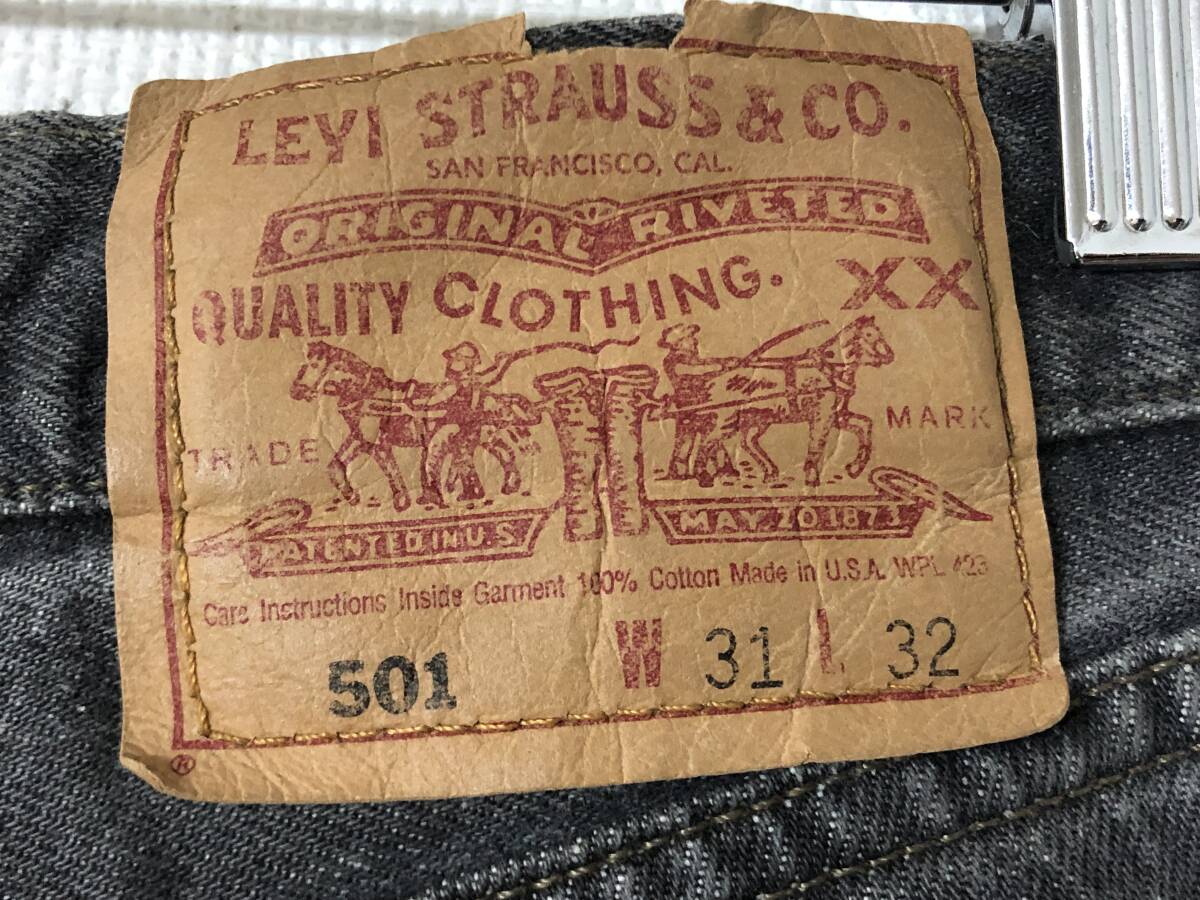 LEVI STRAUSS & CO.
SAN FRANCISCO, CAL.
ORIGINAL RIVETED
QUALITY CLOTHING. XX
TRADE MARK
PATENTED IN U.S MAY 20 1873
Care Instructions Inside Garment 100% Cotton Made in U.S.A. WPL 423
501 W 31 L 32
®